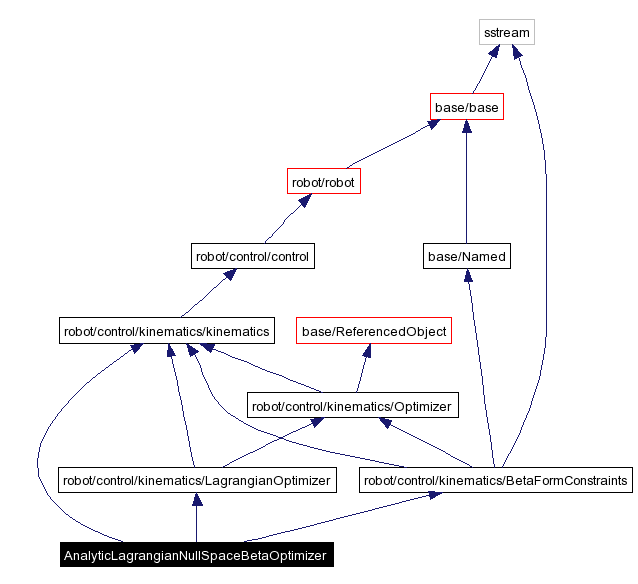 sstream
base/base
robot/robot
robot/control/control
base/Named
robot/control/kinematics/kinematics
base/ReferencedObject
robot/control/kinematics/Optimizer
robot/control/kinematics/LagrangianOptimizer
robot/control/kinematics/BetaFormConstraints
AnalyticLagrangianNullSpaceBetaOptimizer